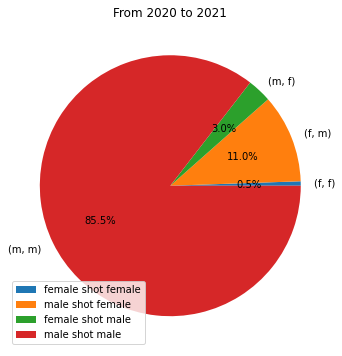 From 2020 to 2021
(m, f)
3.0%
(f, m)
11.0%
0.5%
(f, f)
85.5%
(m, m)
female shot female
male shot female
female shot male
male shot male